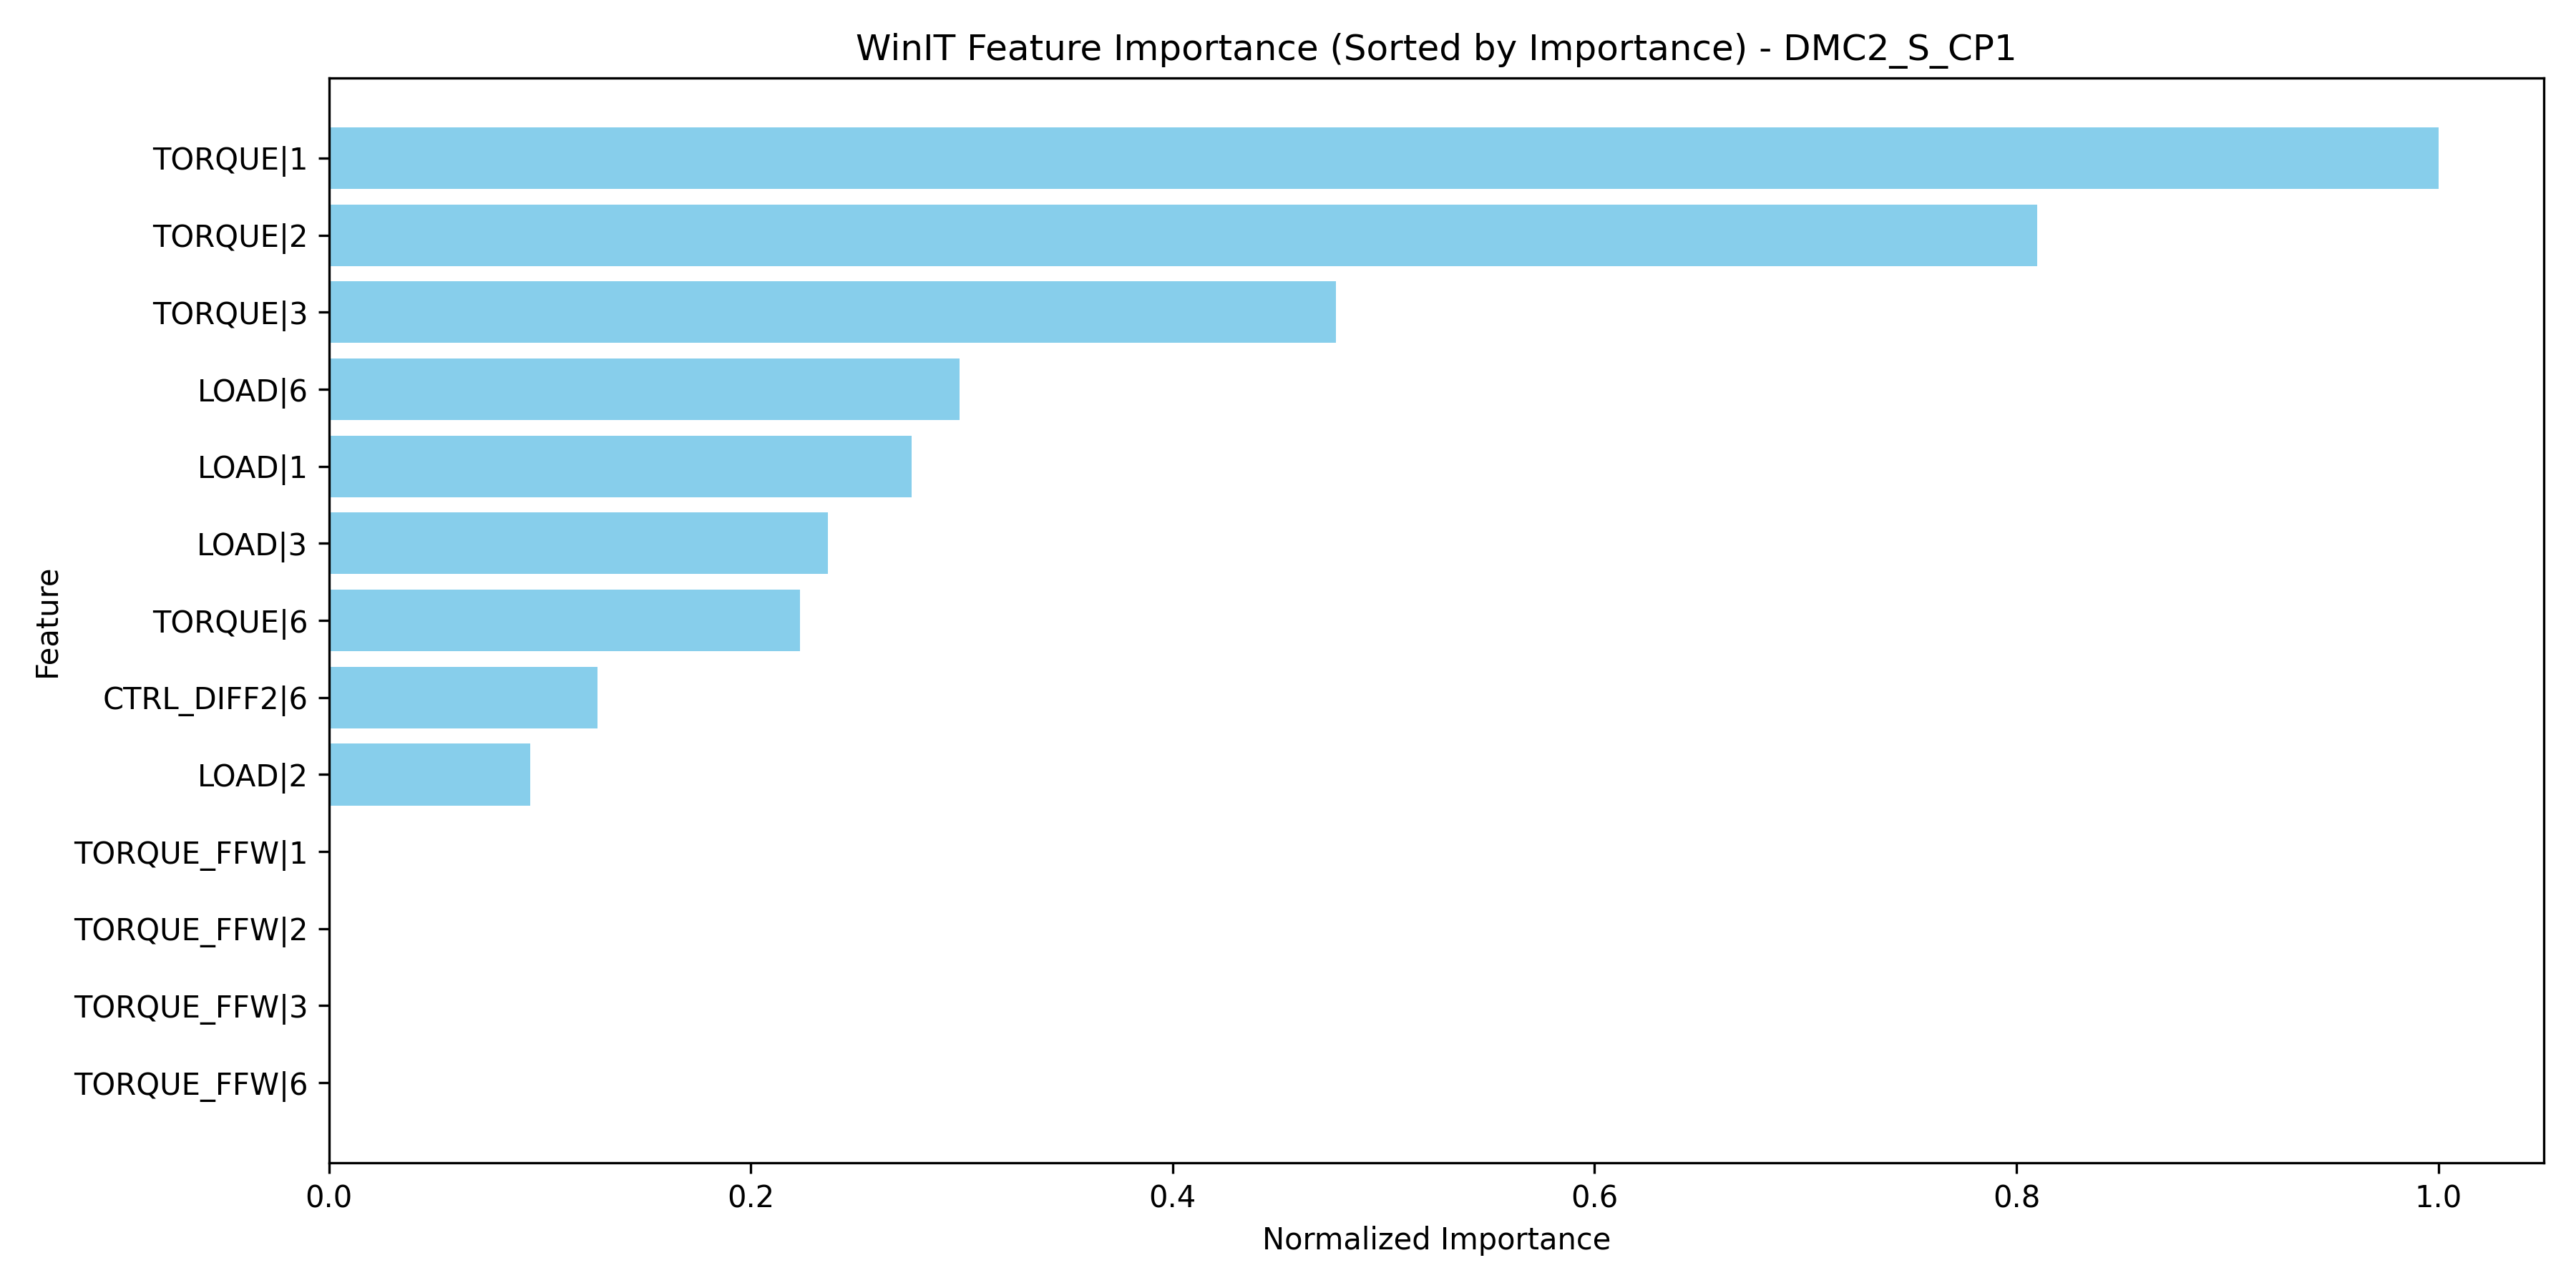 WinIT Feature Importance (Sorted by Importance) - DMC2_S_CP1
Feature
TORQUE|1
TORQUE|2
TORQUE|3
LOAD|6
LOAD|1
LOAD|3
TORQUE|6
CTRL_DIFF2|6
LOAD|2
TORQUE_FFW|1
TORQUE_FFW|2
TORQUE_FFW|3
TORQUE_FFW|6
0.0 0.2 0.4 0.6 0.8 1.0
Normalized Importance